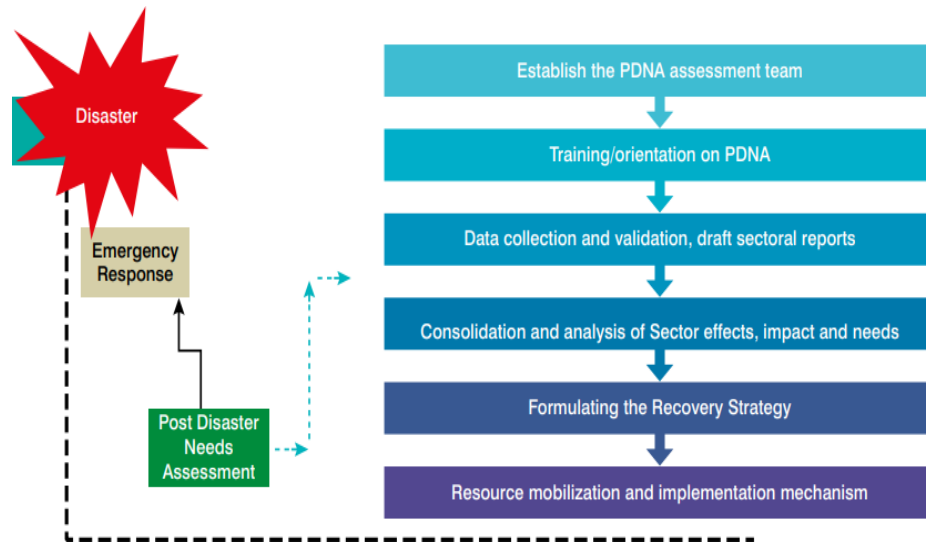 Disaster
Emergency
Response
Post Disaster
Needs
Assessment
Establish the PDNA assessment team
Training/orientation on PDNA
Data collection and validation, draft sectoral reports
Consolidation and analysis of Sector effects, impact and needs
Formulating the Recovery Strategy
Resource mobilization and implementation mechanism